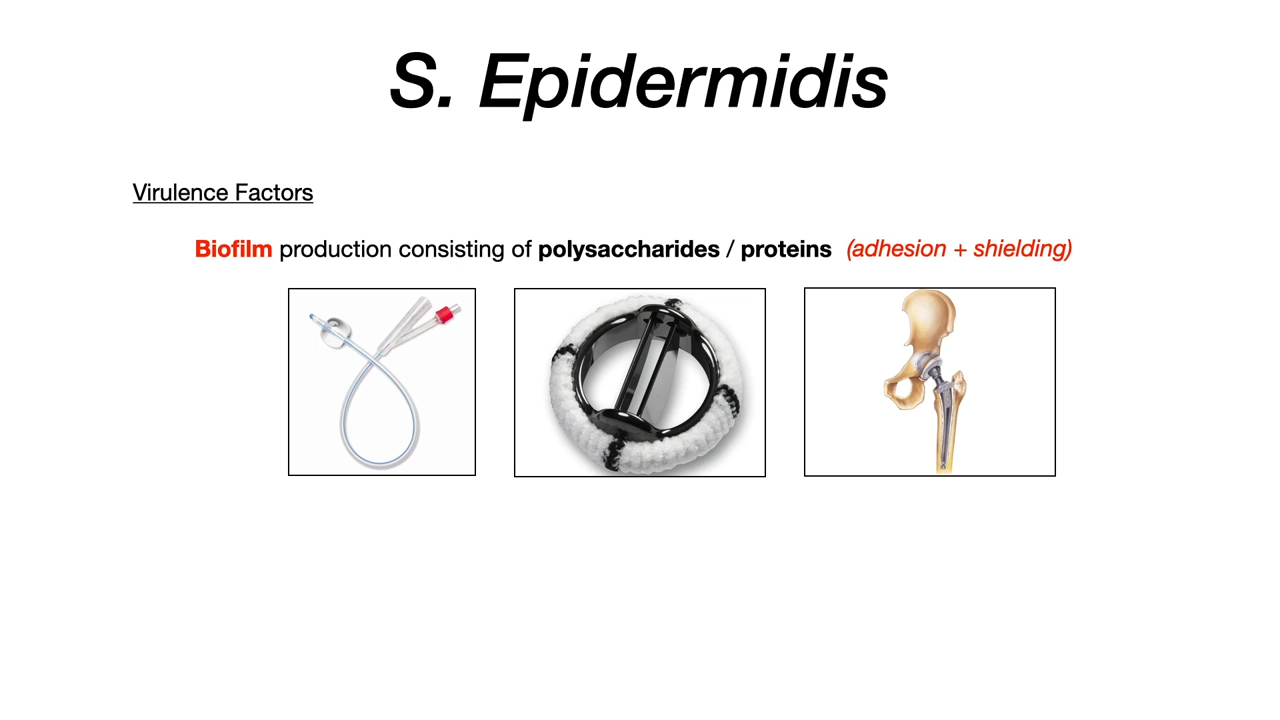 S. Epidermidis
Virulence Factors
Biofilm production consisting of polysaccharides / proteins (adhesion + shielding)